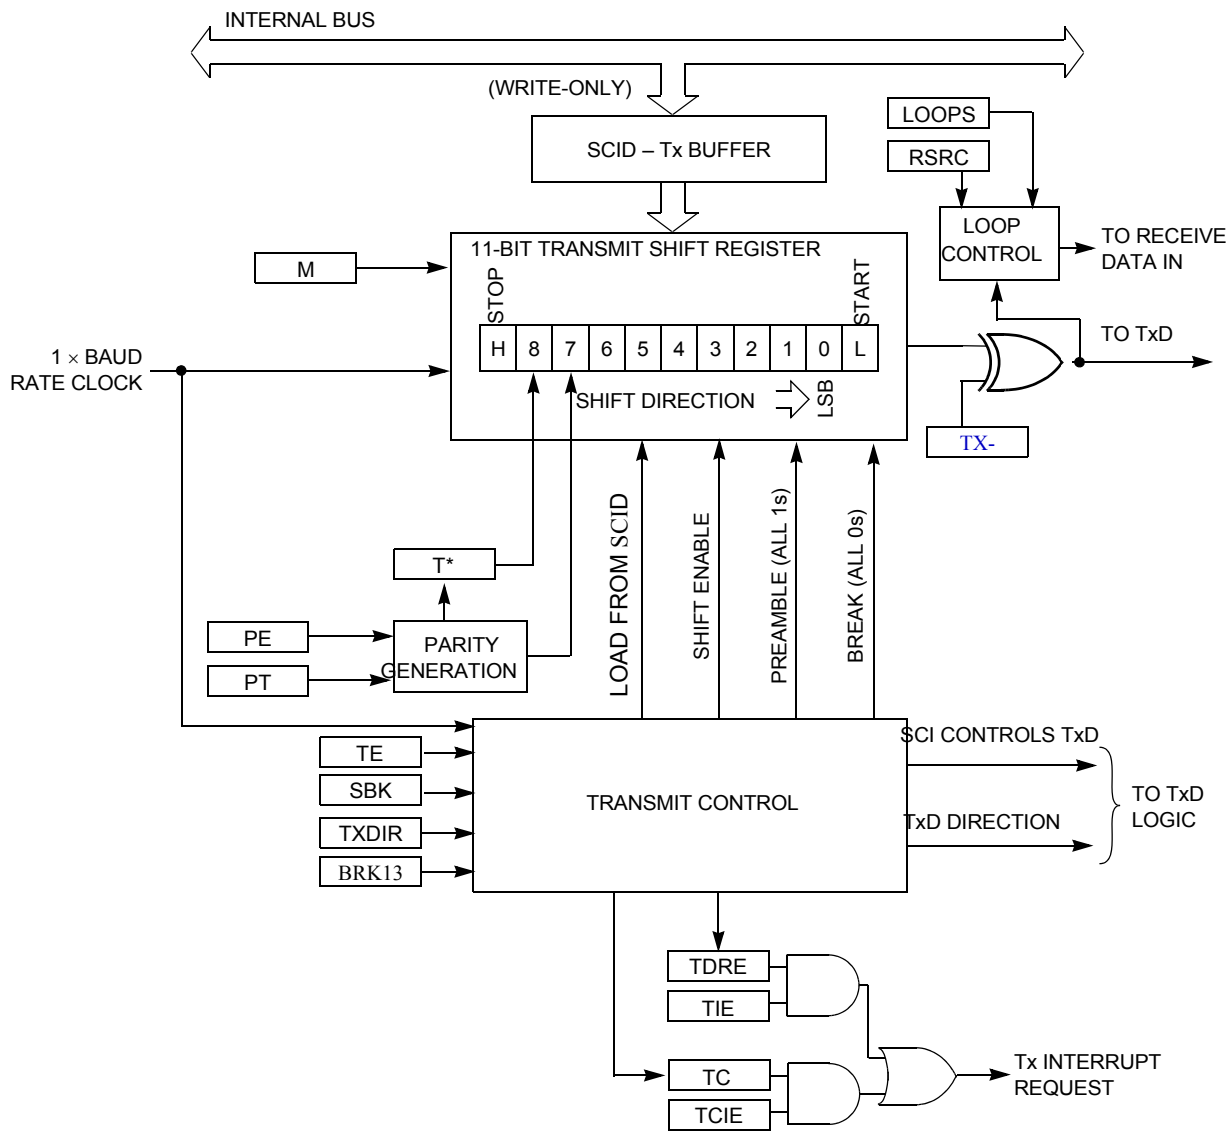 INTERNAL BUS
(WRITE-ONLY)
SCID – Tx BUFFER
LOOPS
RSRC
LOOP
CONTROL
TO RECEIVE
DATA IN
11-BIT TRANSMIT SHIFT REGISTER
M
STOP
START
H 8 7 6 5 4 3 2 1 0 L
1 × BAUD
RATE CLOCK
SHIFT DIRECTION
LSB
TO TxD
TX-
LOAD FROM SCID
SHIFT ENABLE
PREAMBLE (ALL 1s)
BREAK (ALL 0s)
T*
PE
PT
PARITY
GENERATION
TE
SBK
TXDIR
BRK13
TRANSMIT CONTROL
SCI CONTROLS TxD
TxD DIRECTION
TO TxD
LOGIC
TDRE
TIE
TC
TCIE
Tx INTERRUPT
REQUEST